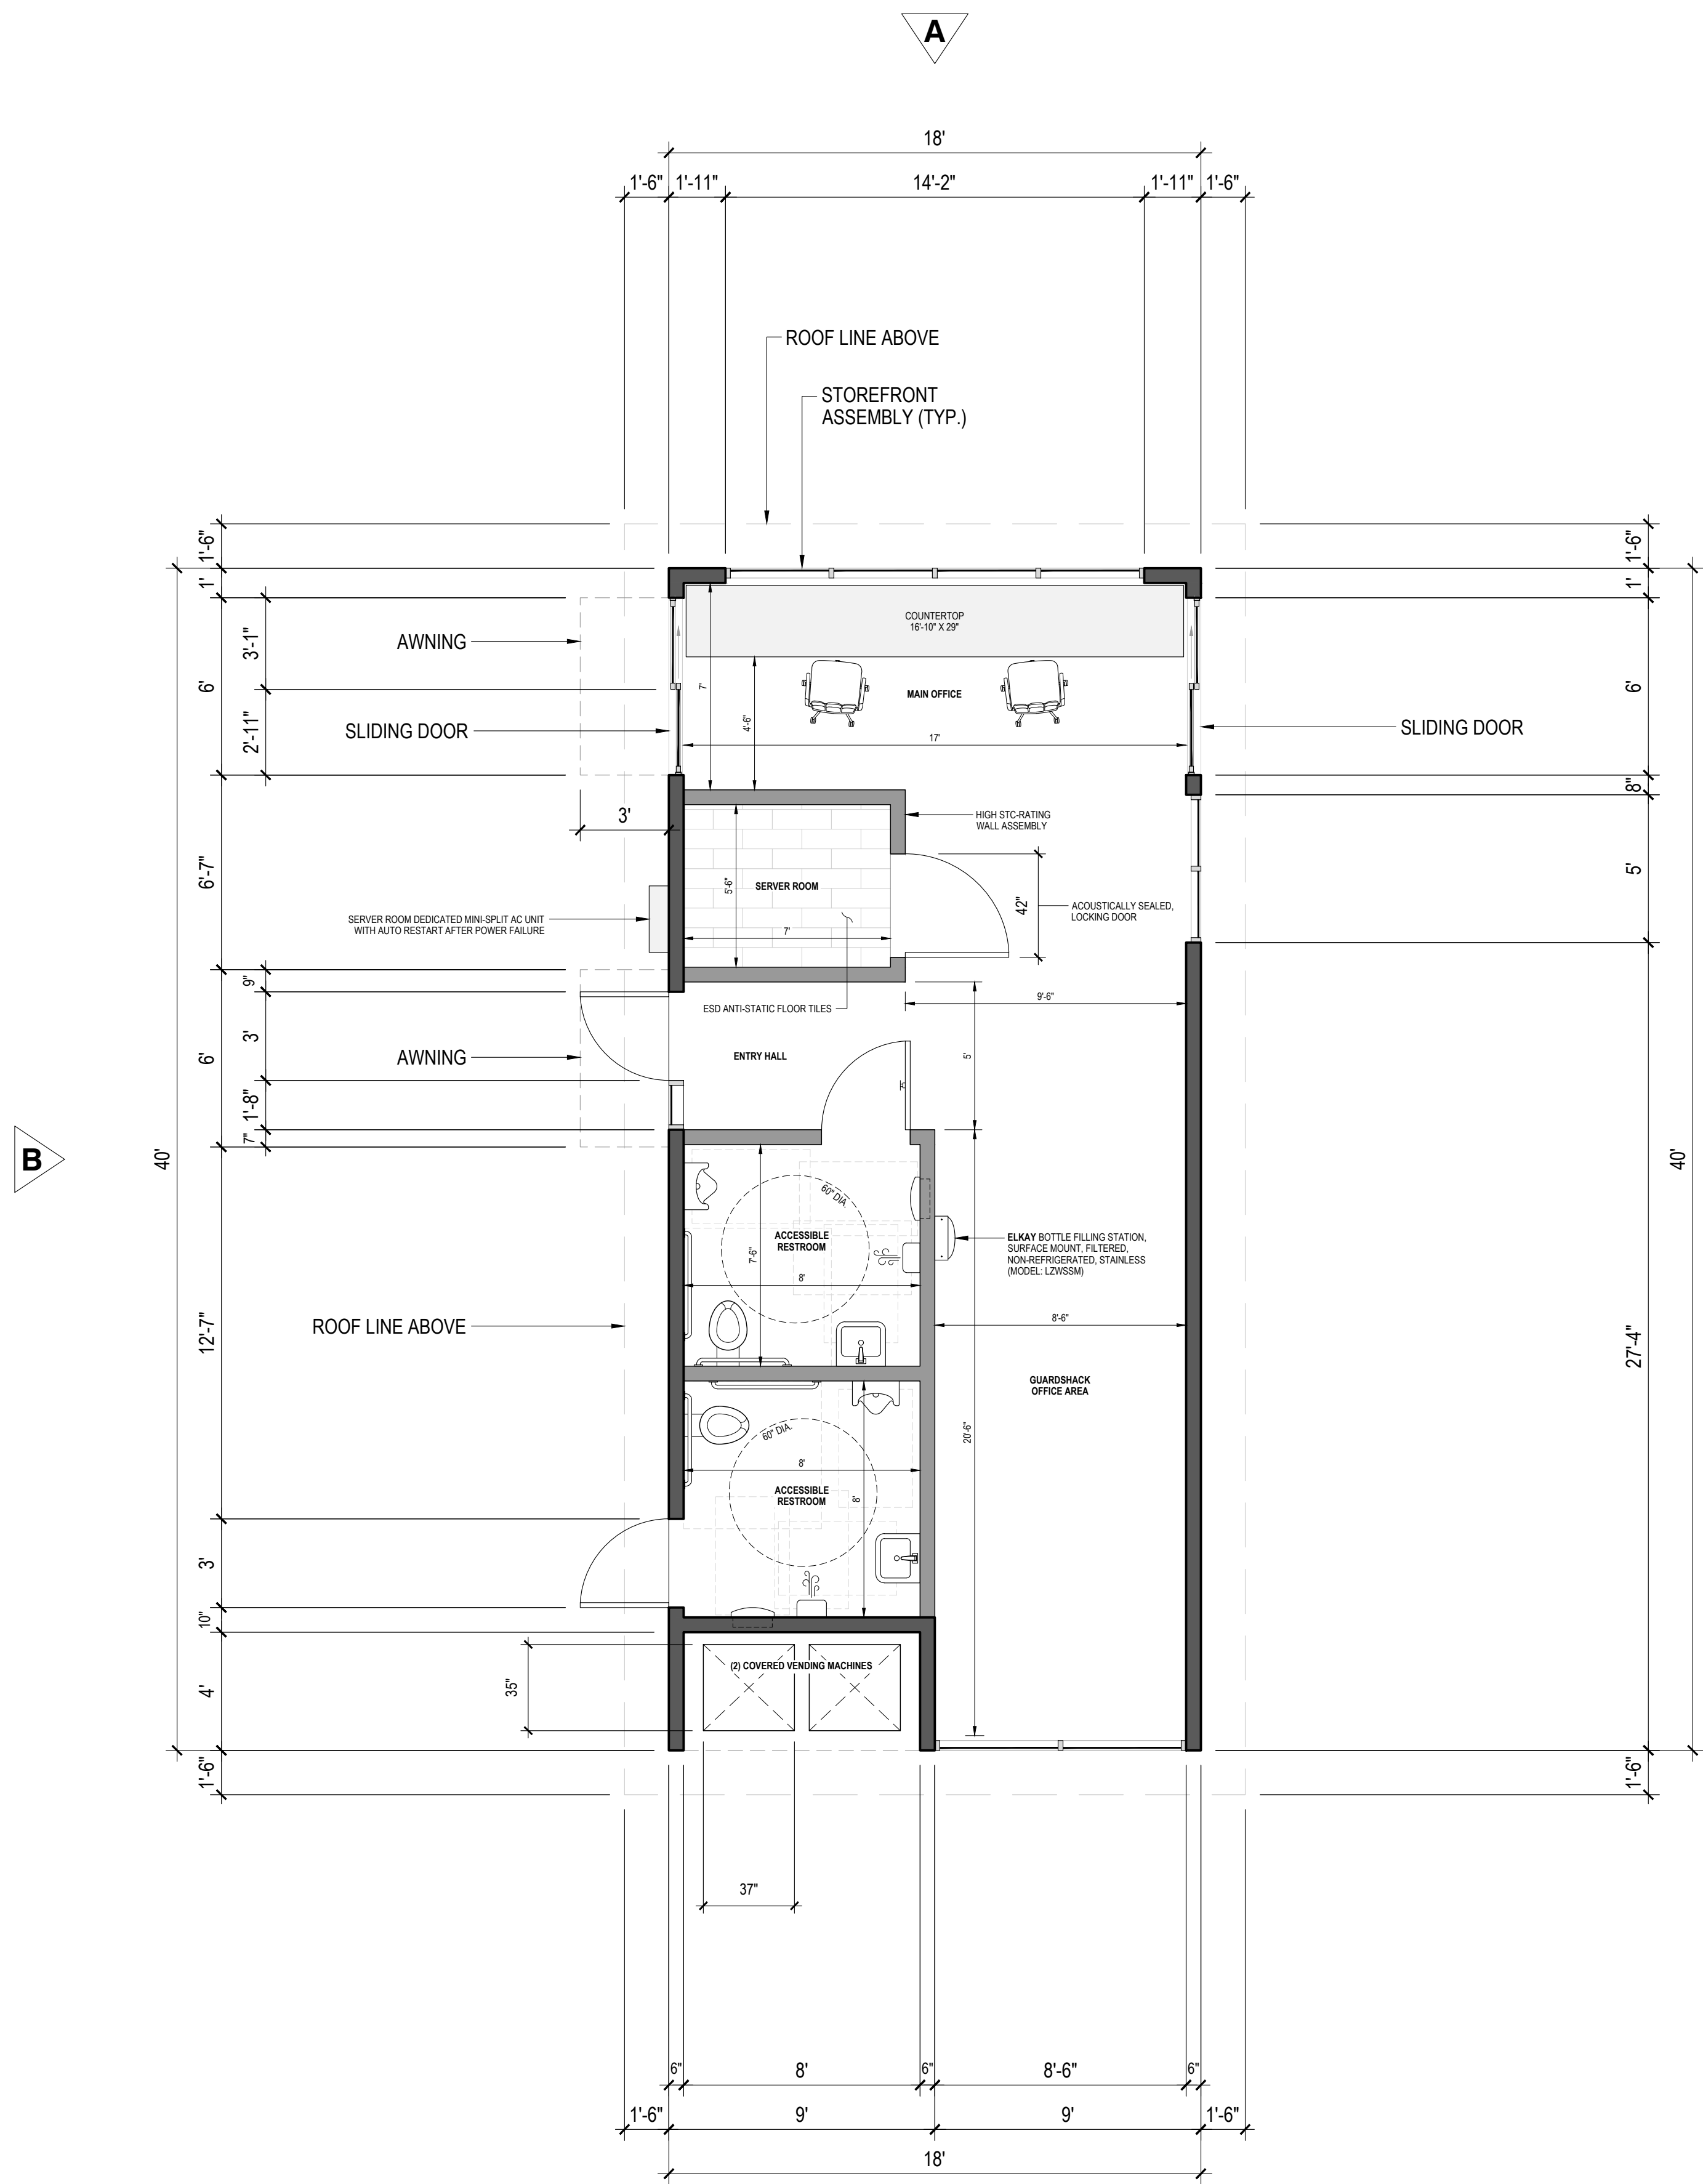 A
18'
1'-6" 1'-11" 14'-2" 1'-11" 1'-6"
ROOF LINE ABOVE
STOREFRONT
ASSEMBLY (TYP.)
1'-6"
1'-6"
1'
1'
COUNTERTOP
16'-10" X 29"
AWNING
3'-1"
6'
7'
MAIN OFFICE
6'
4'-6"
SLIDING DOOR
2'-11"
17'
SLIDING DOOR
8"
3'
HIGH STC-RATING
WALL ASSEMBLY
6'-7"
5'-6"
SERVER ROOM
42"
5'
ACOUSTICALLY SEALED,
LOCKING DOOR
SERVER ROOM DEDICATED MINI-SPLIT AC UNIT
WITH AUTO RESTART AFTER POWER FAILURE
7'
9"
ESD ANTI-STATIC FLOOR TILES
9'-6"
3'
6'
AWNING
ENTRY HALL
5'
1'-8"
7"
B
40'
40'
60" DIA.
ACCESSIBLE
RESTROOM
7'-6"
8'
ELKAY BOTTLE FILLING STATION,
SURFACE MOUNT, FILTERED,
NON-REFRIGERATED, STAINLESS
(MODEL: LZWSSM)
12'-7"
ROOF LINE ABOVE
8'-6"
27'-4"
GUARDSHACK
OFFICE AREA
60" DIA.
20'-6"
8'
ACCESSIBLE
RESTROOM
8'
3'
10"
(2) COVERED VENDING MACHINES
35"
4'
1'-6"
1'-6"
37"
6" 8' 6" 8'-6" 6"
1'-6" 9' 9' 1'-6"
18'